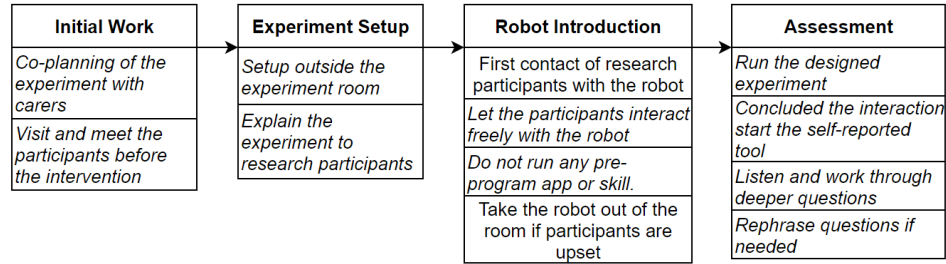 Initial Work
Co-planning of the
experiment with
carers
Visit and meet the
participants before
the intervention
Experiment Setup
Setup outside the
experiment room
Explain the
experiment to
research participants
Robot Introduction
First contact of research
participants with the robot
Let the participants interact
freely with the robot
Do not run any pre-
program app or skill.
Take the robot out of the
room if participants are
upset
Assessment
Run the designed
experiment
Concluded the interaction
start the self-reported
tool
Listen and work through
deeper questions
Rephrase questions if
needed